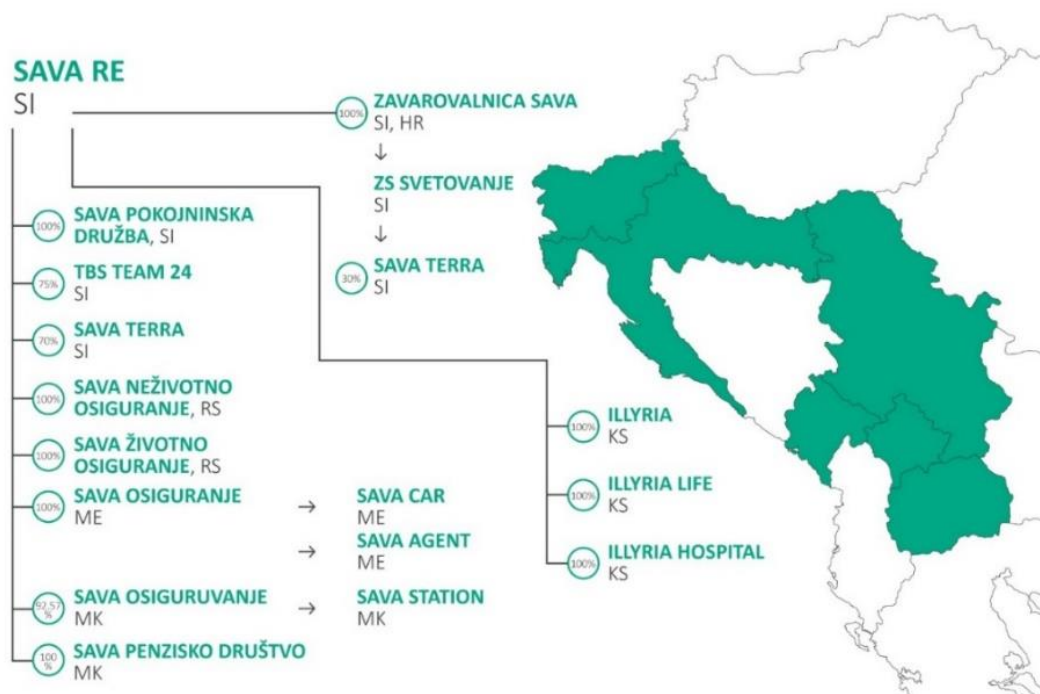 SAVA RE
SI
100%
ZAVAROVALNICA SAVA
SI, HR
↓
ZS SVETOVANJE
SI
↓
30%
SAVA TERRA
SI
100%
SAVA POKOJNINSKA
DRUŽBA, SI
75%
TBS TEAM 24
SI
70%
SAVA TERRA
SI
100%
SAVA NEŽIVOTNO
OSIGURANJE, RS
100%
SAVA ŽIVOTNO
OSIGURANJE, RS
100%
SAVA OSIGURANJE
ME
→
SAVA CAR
ME
→
SAVA AGENT
ME
92,57
%
SAVA OSIGURUVANJE
MK
→
SAVA STATION
MK
100
%
SAVA PENZISKO DRUŠTVO
MK
100%
ILLYRIA
KS
100%
ILLYRIA LIFE
KS
100%
ILLYRIA HOSPITAL
KS